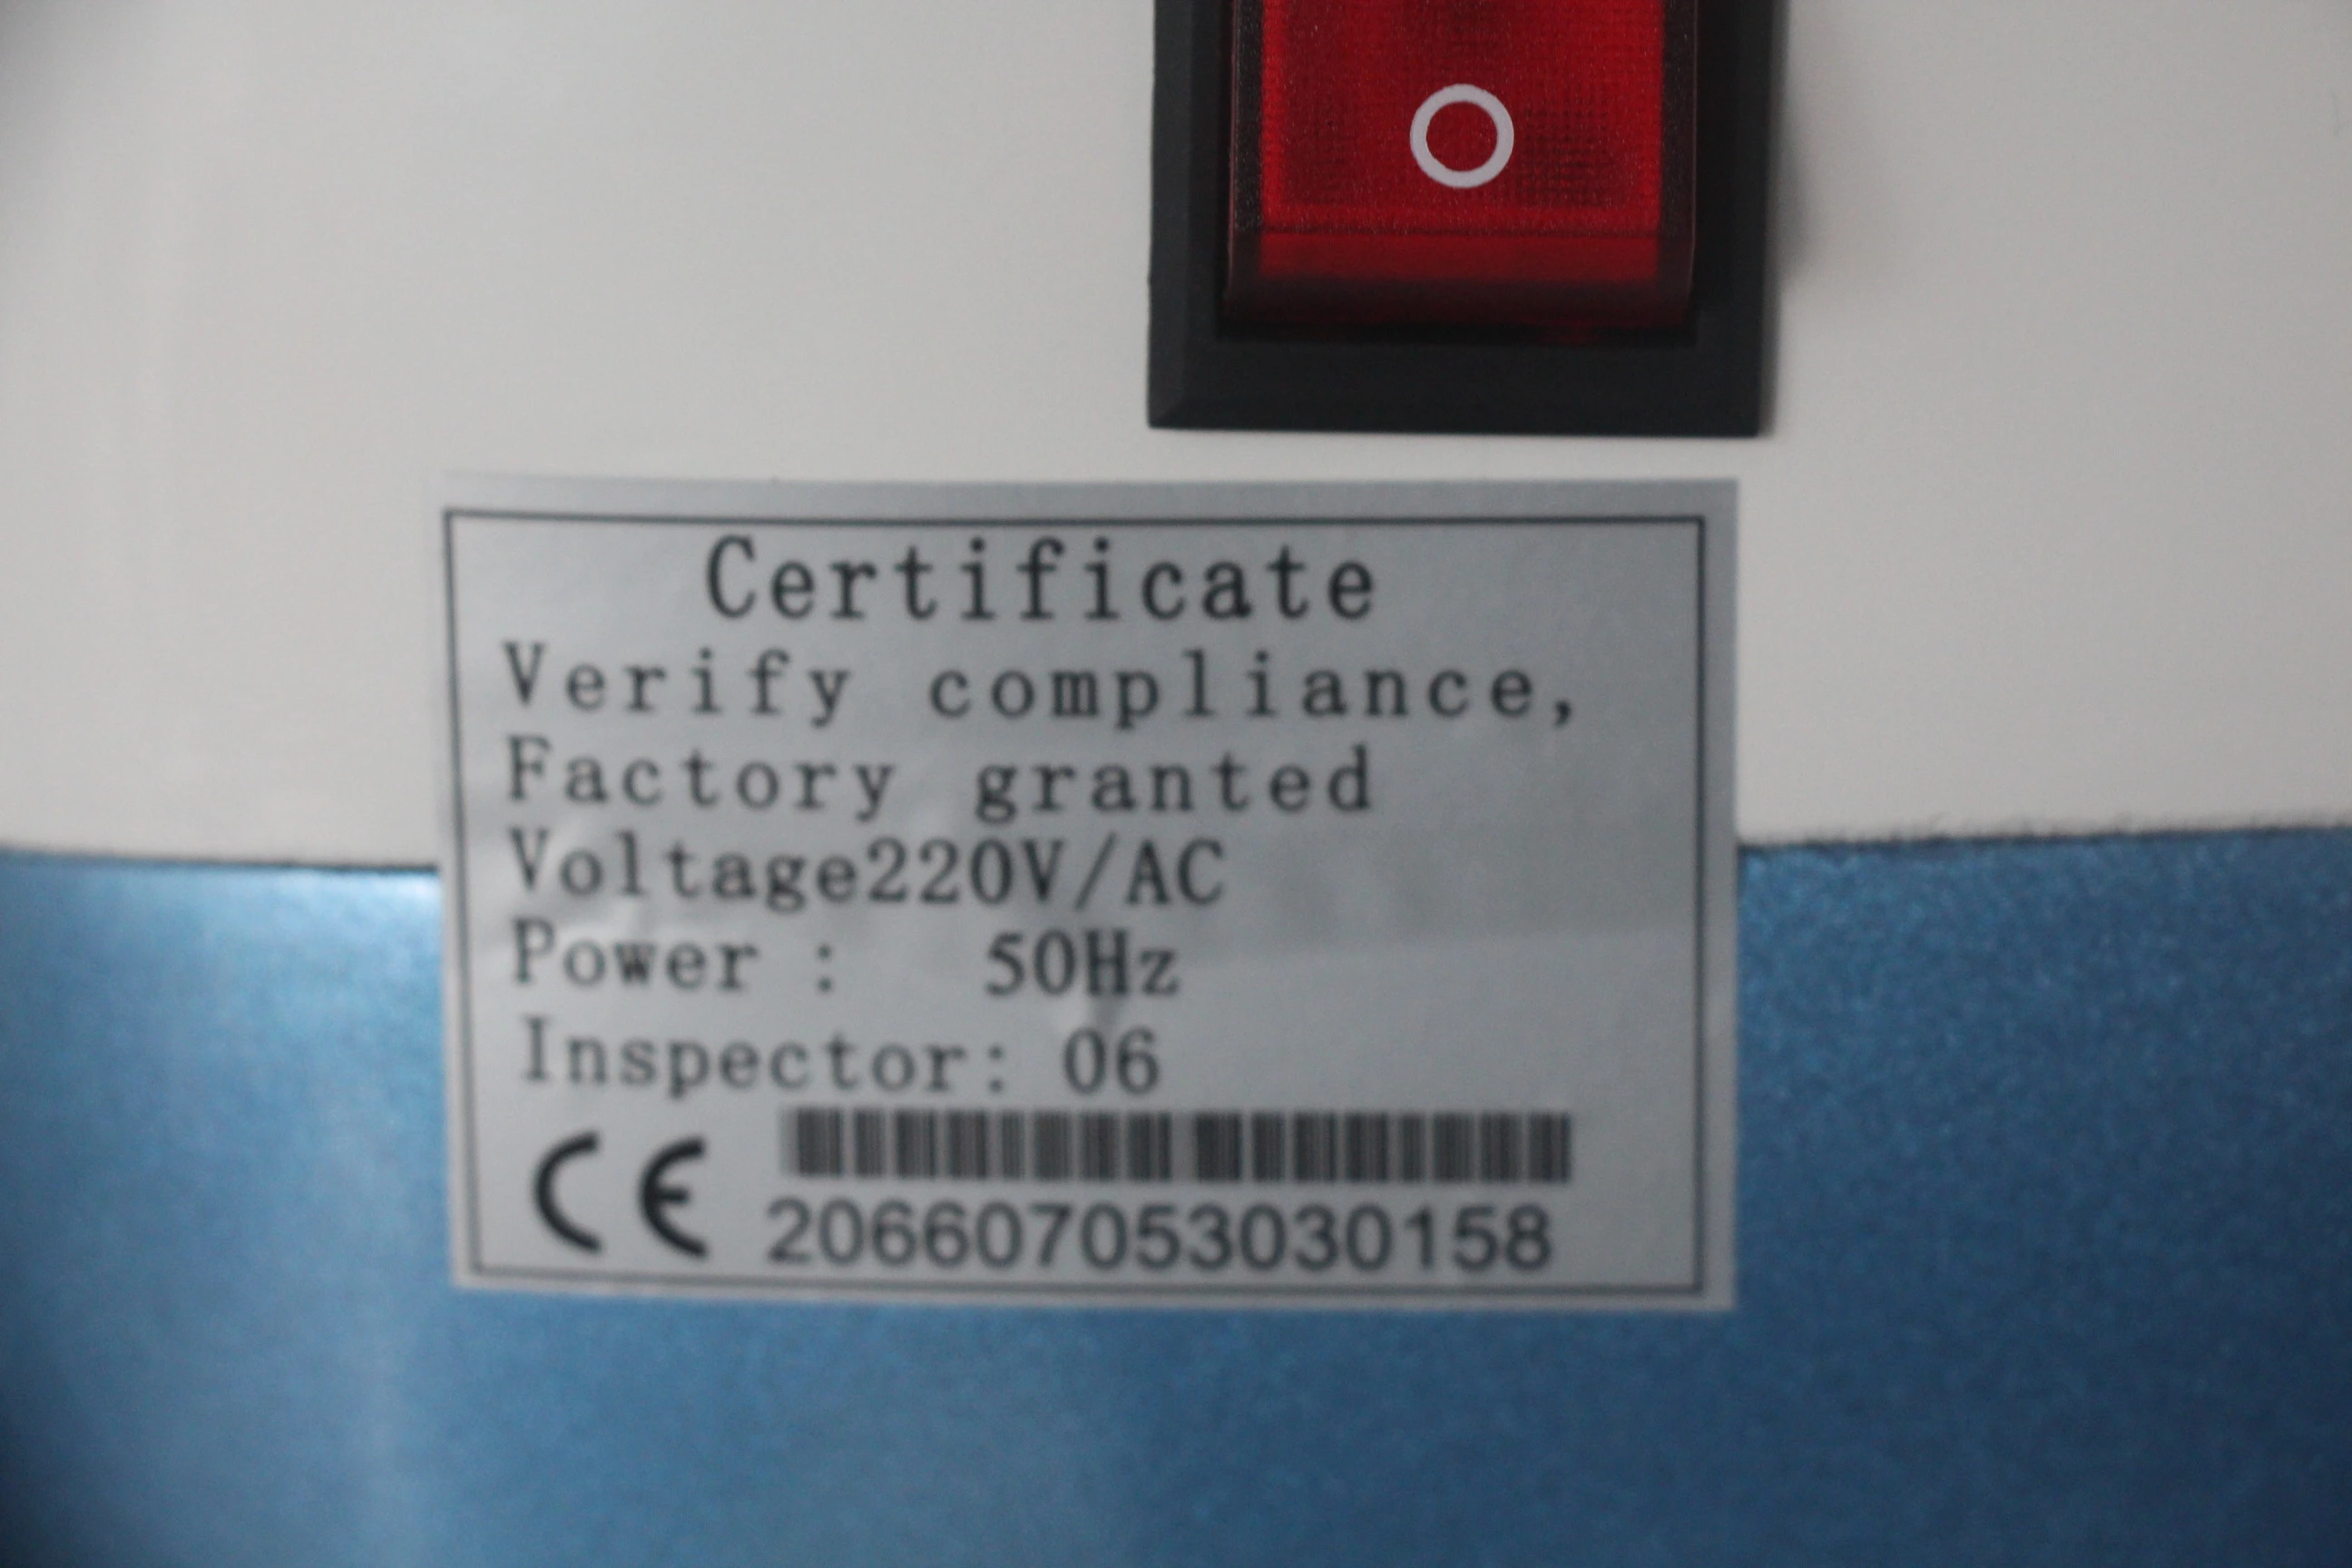 Certificate
Verify compliance,
Factory granted
Voltage220V/AC
Power : 50Hz
Inspector: 06
CE
206607053030158